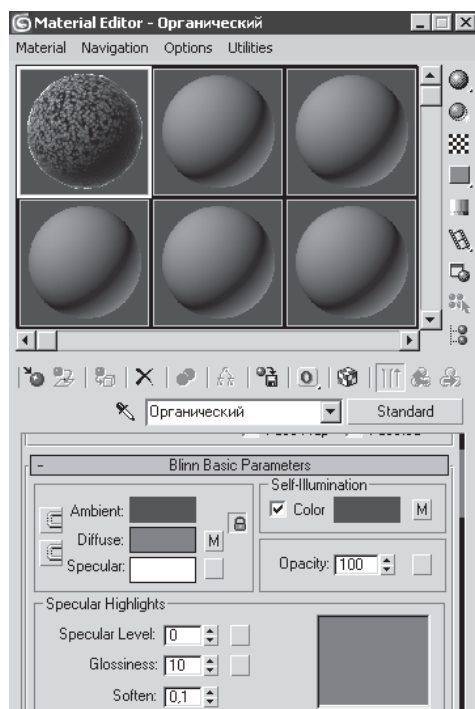 Material Editor - Органический
Material Navigation Options Utilities
Органический Standard
- Blinn Basic Parameters
Self-Illumination
Ambient:
Color M
Diffuse: M
Specular:
Opacity: 100
Specular Highlights
Specular Level: 0
Glossiness: 10
Soften: 0,1